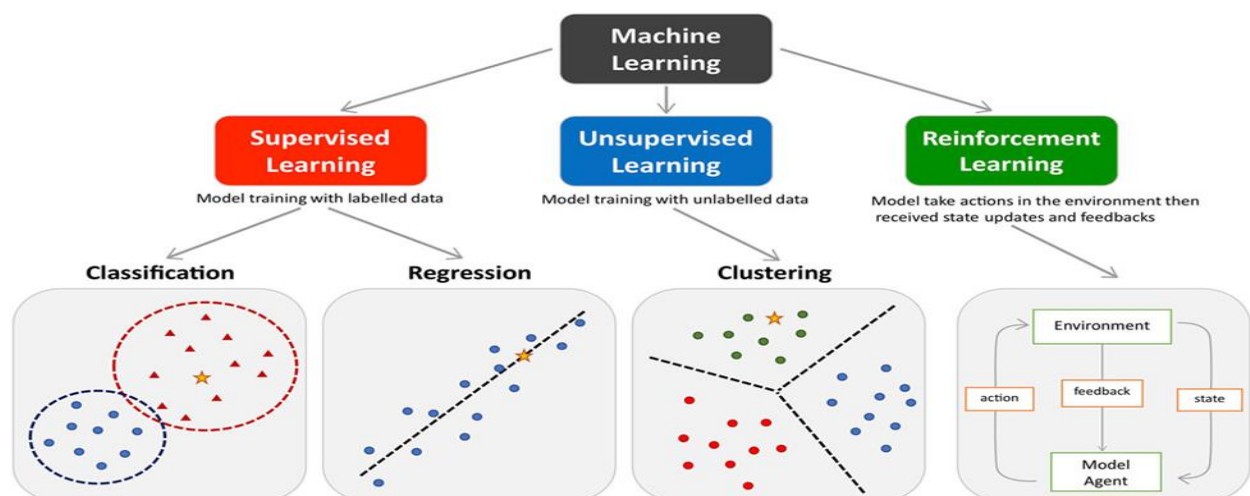 Machine
Learning
Supervised
Learning
Unsupervised
Learning
Reinforcement
Learning
Model training with labelled data
Model training with unlabelled data
Model take actions in the environment then
received state updates and feedbacks
Classification
Regression
Clustering
Environment
action
feedback
state
Model
Agent